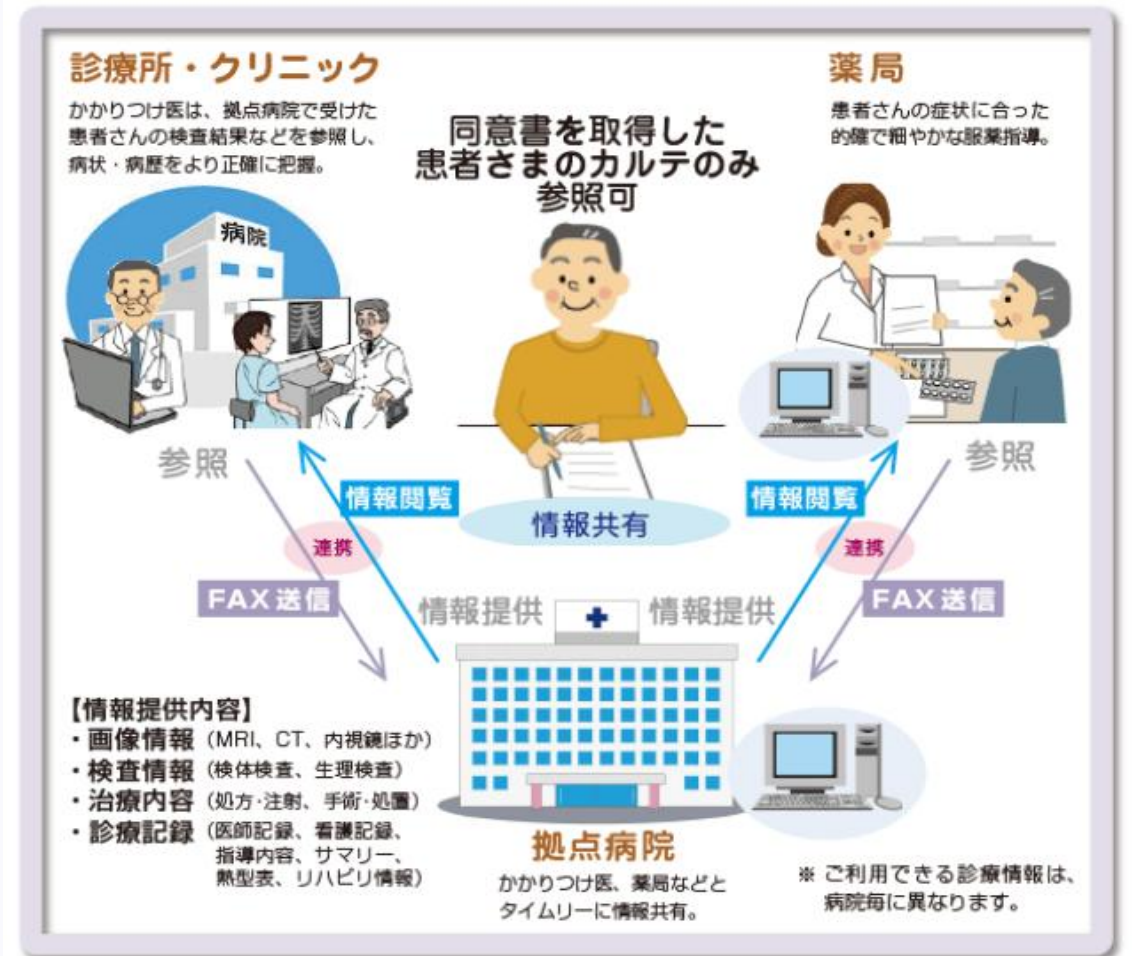 診療所・クリニック
かかりつけ医は、拠点病院で受けた
患者さんの検査結果などを参照し、
病状・病歴をより正確に把握。
病院
同意書を取得した
患者さまのカルテのみ
参照可
薬局
患者さんの症状に合った
的確で細やかな服薬指導。
参照
情報閲覧
連携
FAX送信
情報共有
参照
情報閲覧
連携
FAX送信
情報提供
情報提供
【情報提供内容】
・画像情報（MRI、CT、内視鏡ほか）
・検査情報（検体検査、生理検査）
・治療内容（処方・注射、手術・処置）
・診療記録（医師記録、看護記録、
指導内容、サマリー、
熱型表、リハビリ情報）
拠点病院
かかりつけ医、薬局などと
タイムリーに情報共有。
※ ご利用できる診療情報は、
病院毎に異なります。